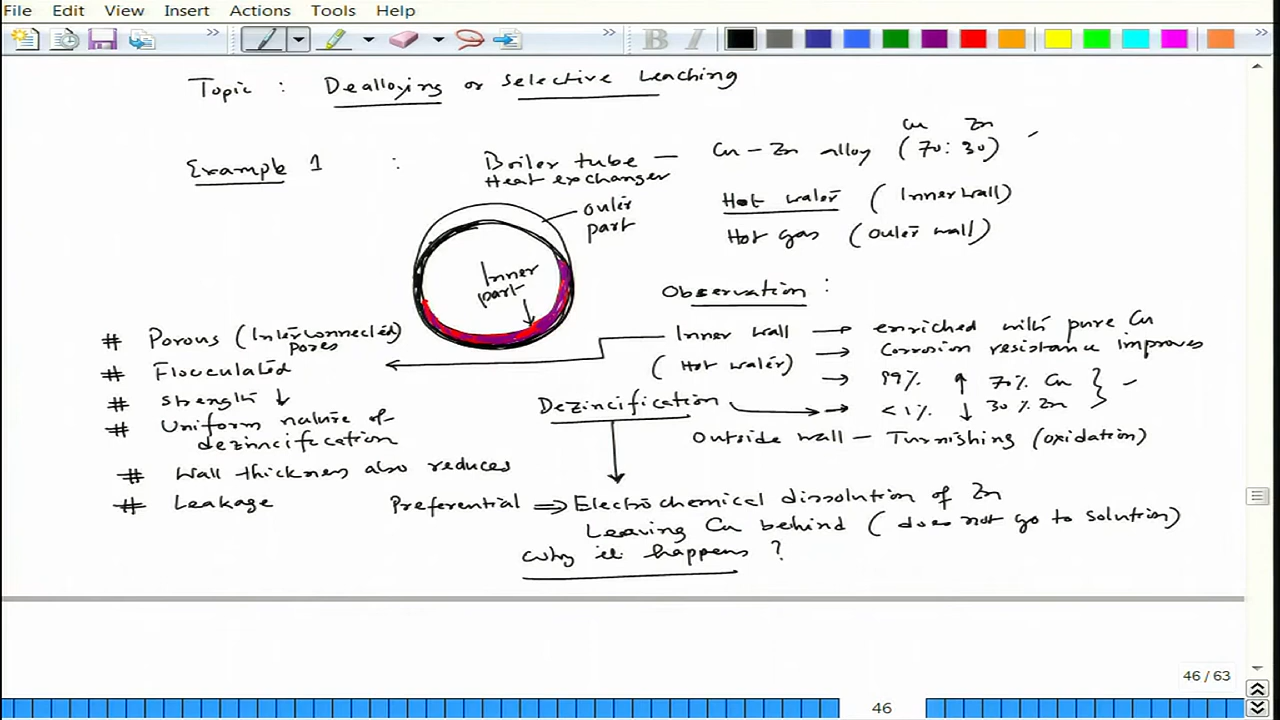 File Edit View Insert Actions Tools Help
B I
Topic : Dealloying or Selective Leaching
Example 1 : Boiler tube — Cu – Zn alloy (70:30)
Cu Zn
Heat exchanger
outer part
Hot water (Inner wall)
Hot gas (Outer wall)
Inner part
Observation :
Inner wall → enriched with pure Cu
→ Corrosion resistance improves
(Hot water) → 99% ↑ 70% Cu }
Dezincification → <1% ↓ 30% Zn
Outside wall – Turnishing (oxidation)
# Porous (Interconnected pores)
# Flocculated
# Strength ↓
# Uniform nature of dezincification
# Wall thickness also reduces
# Leakage
Preferential ⇒ Electrochemical dissolution of Zn
Leaving Cu behind (does not go to solution)
Why it happens ?
46 / 63
46